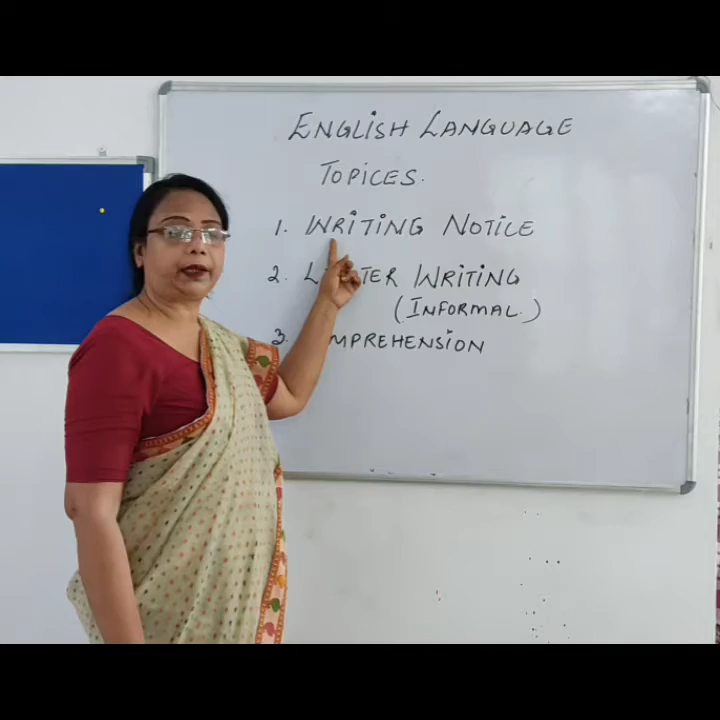 ENGLISH LANGUAGE
TOPICES.
1. WRITING NOTICE
2. WRITING
(INFORMAL.)
3.